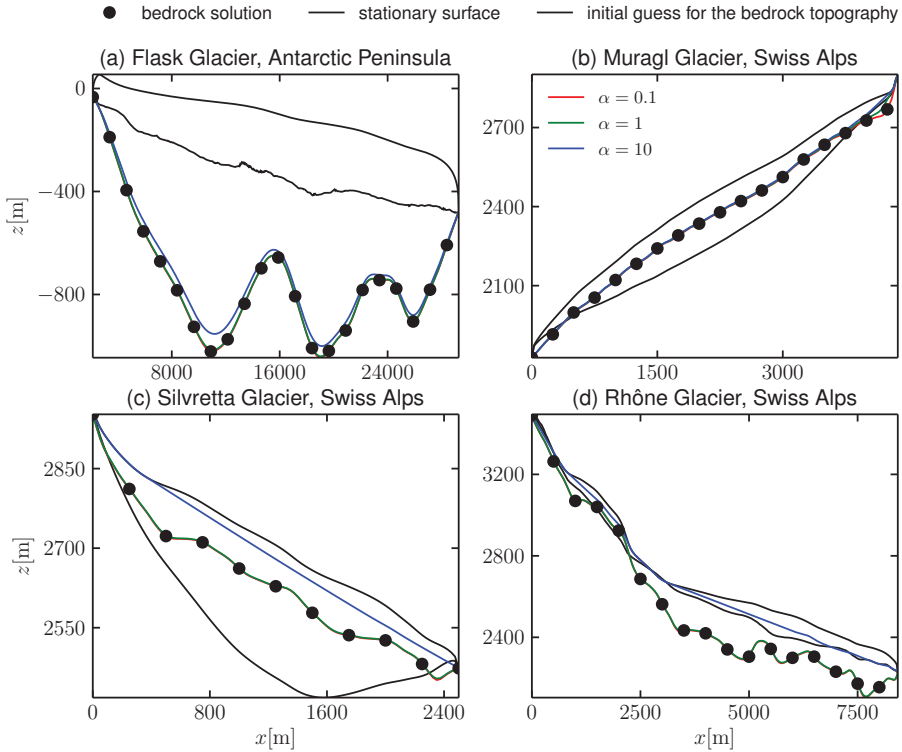 bedrock solution stationary surface initial guess for the bedrock topography
(a) Flask Glacier, Antarctic Peninsula
0
−400
−800
z[m]
8000 16000 24000
(b) Muragl Glacier, Swiss Alps
α = 0.1
α = 1
α = 10
2700
2400
2100
0 1500 3000
(c) Silvretta Glacier, Swiss Alps
2850
2700
2550
z[m]
0 800 1600 2400
x[m]
(d) Rhône Glacier, Swiss Alps
3200
2800
2400
0 2500 5000 7500
x[m]